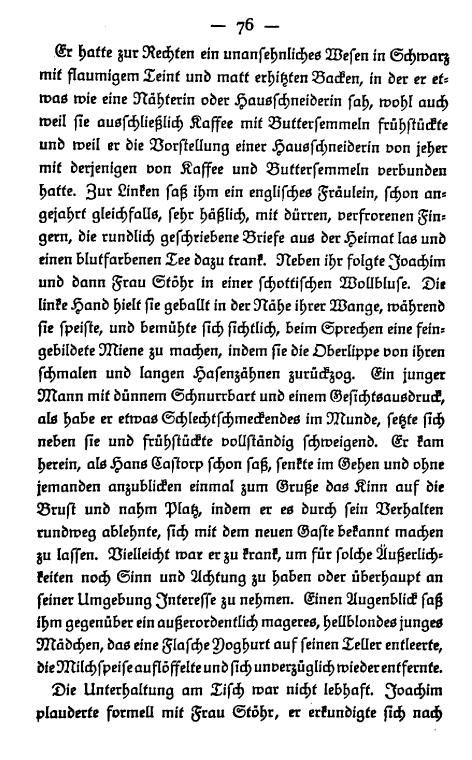 — 76 —
Er hatte zur Rechten ein unansehnliches Wesen in Schwarz
mit flaumigem Teint und matt erhitzten Backen, in der er et-
was wie eine Nähterin oder Hausschneiderin sah, wohl auch
weil sie ausschließlich Kaffee mit Buttersemmeln frühstückte
und weil er die Vorstellung einer Hausschneiderin von jeher
mit derjenigen von Kaffee und Buttersemmeln verbunden
hatte. Zur Linken saß ihm ein englisches Fräulein, schon an-
gejahrt gleichfalls, sehr häßlich, mit dürren, verfrorenen Fin-
gern, die rundlich geschriebene Briefe aus der Heimat las und
einen blutfarbenen Tee dazu trank. Neben ihr folgte Joachim
und dann Frau Stöhr in einer schottischen Wollbluse. Die
linke Hand hielt sie geballt in der Nähe ihrer Wange, während
sie speiste, und bemühte sich sichtlich, beim Sprechen eine fein-
gebildete Miene zu machen, indem sie die Oberlippe von ihren
schmalen und langen Hasenzähnen zurückzog. Ein junger
Mann mit dünnem Schnurrbart und einem Gesichtsausdruck,
als habe er etwas Schlechtschmeckendes im Munde, setzte sich
neben sie und frühstückte vollständig schweigend. Er kam
herein, als Hans Castorp schon saß, senkte im Gehen und ohne
jemanden anzublicken einmal zum Gruße das Kinn auf die
Brust und nahm Platz, indem er es durch sein Verhalten
rundweg ablehnte, sich mit dem neuen Gaste bekannt machen
zu lassen. Vielleicht war er zu krank, um für solche Äußerlich-
keiten noch Sinn und Achtung zu haben oder überhaupt an
seiner Umgebung Interesse zu nehmen. Einen Augenblick saß
ihm gegenüber ein außerordentlich mageres, hellblondes junges
Mädchen, das eine Flasche Yoghurt auf seinen Teller entleerte,
die Milchspeise auflöffelte und sich unverzüglich wieder entfernte.
Die Unterhaltung am Tisch war nicht lebhaft. Joachim
plauderte formell mit Frau Stöhr, er erkundigte sich nach